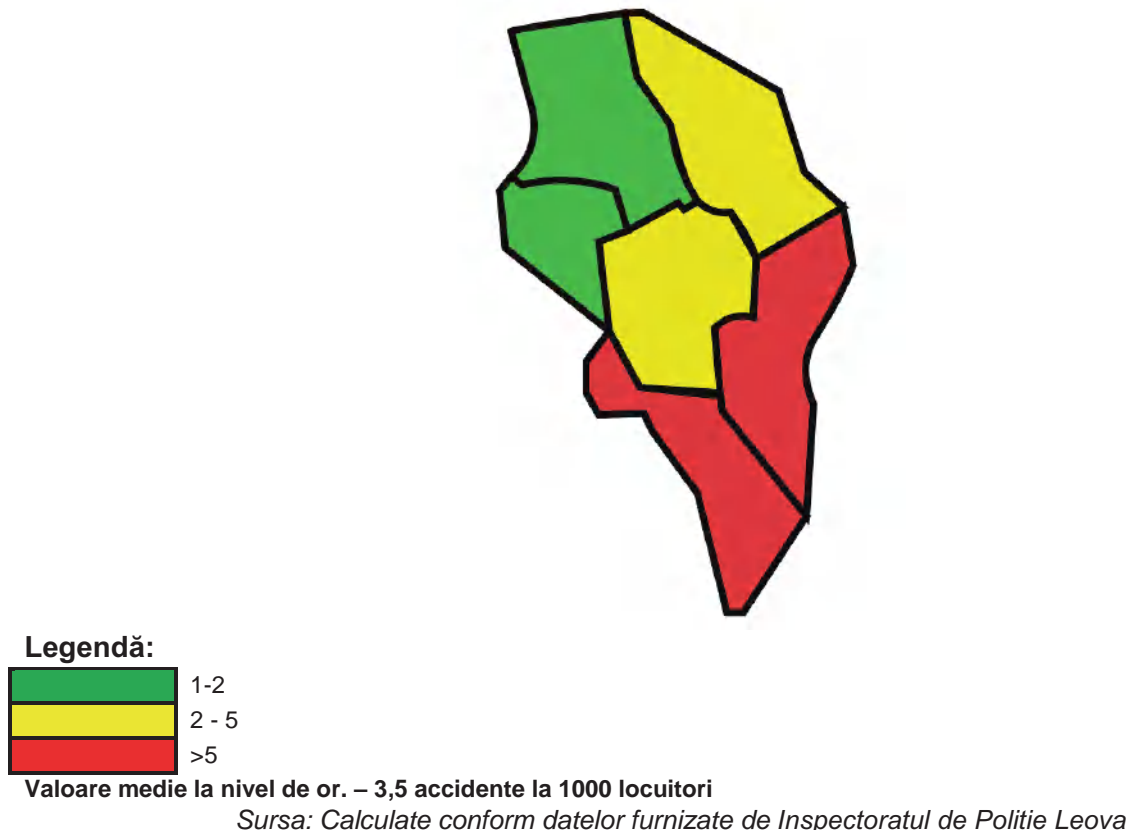 Legendă:
1-2
2 - 5
>5
Valoare medie la nivel de or. – 3,5 accidente la 1000 locuitori
Sursa: Calculate conform datelor furnizate de Inspectoratul de Poliție Leova